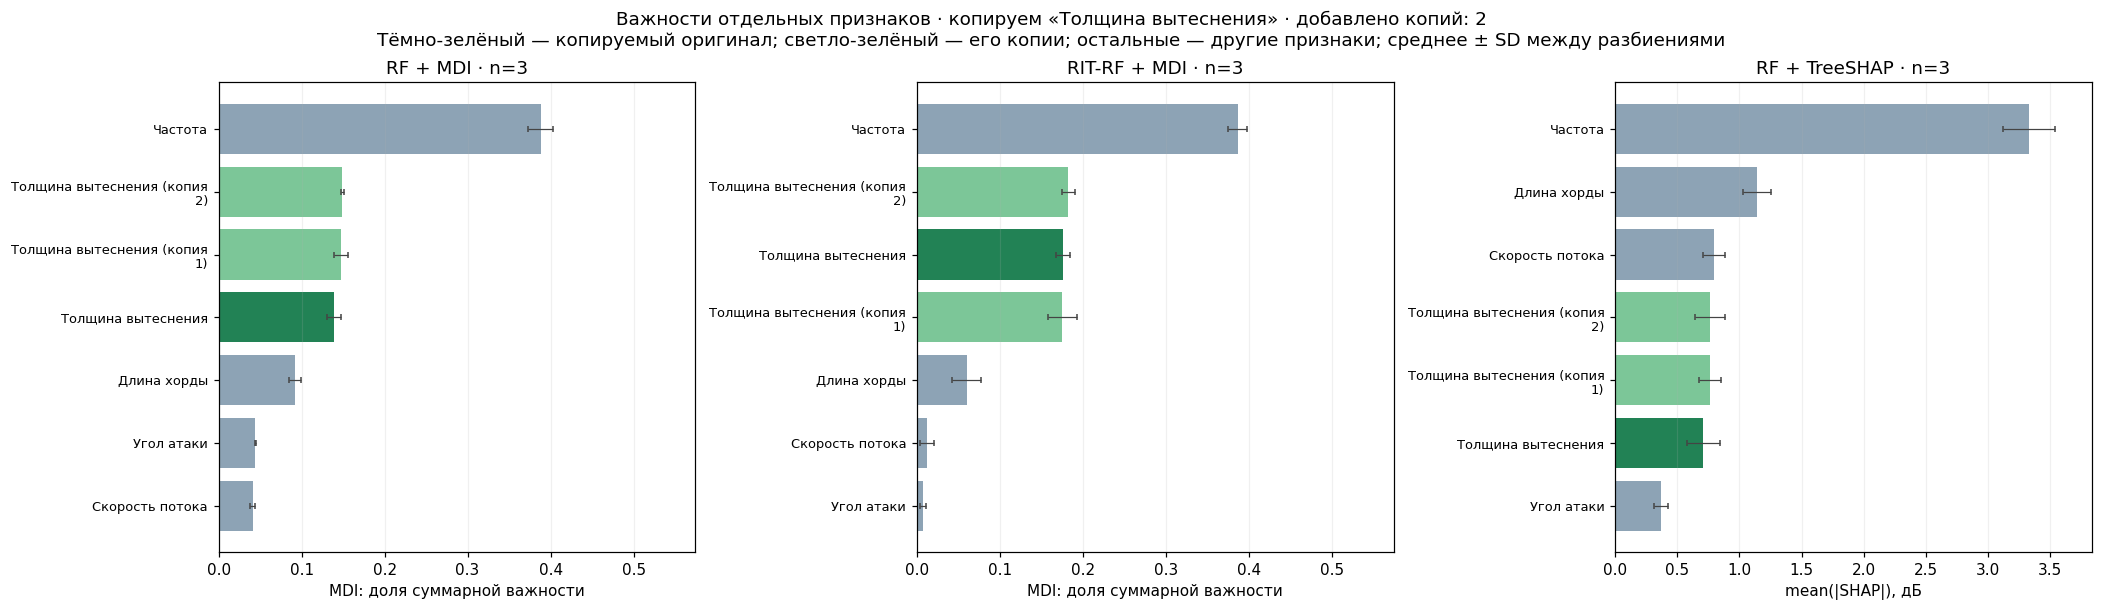 Важности отдельных признаков · копируем «Толщина вытеснения» · добавлено копий: 2
Тёмно-зелёный — копируемый оригинал; светло-зелёный — его копии; остальные — другие признаки; среднее ± SD между разбиениями
RF + MDI · n=3
Частота
Толщина вытеснения (копия
2)
Толщина вытеснения (копия
1)
Толщина вытеснения
Длина хорды
Угол атаки
Скорость потока
0.0 0.1 0.2 0.3 0.4 0.5
MDI: доля суммарной важности
RIT-RF + MDI · n=3
Частота
Толщина вытеснения (копия
2)
Толщина вытеснения
Толщина вытеснения (копия
1)
Длина хорды
Скорость потока
Угол атаки
0.0 0.1 0.2 0.3 0.4 0.5
MDI: доля суммарной важности
RF + TreeSHAP · n=3
Частота
Длина хорды
Скорость потока
Толщина вытеснения (копия
2)
Толщина вытеснения (копия
1)
Толщина вытеснения
Угол атаки
0.0 0.5 1.0 1.5 2.0 2.5 3.0 3.5
mean(|SHAP|), дБ